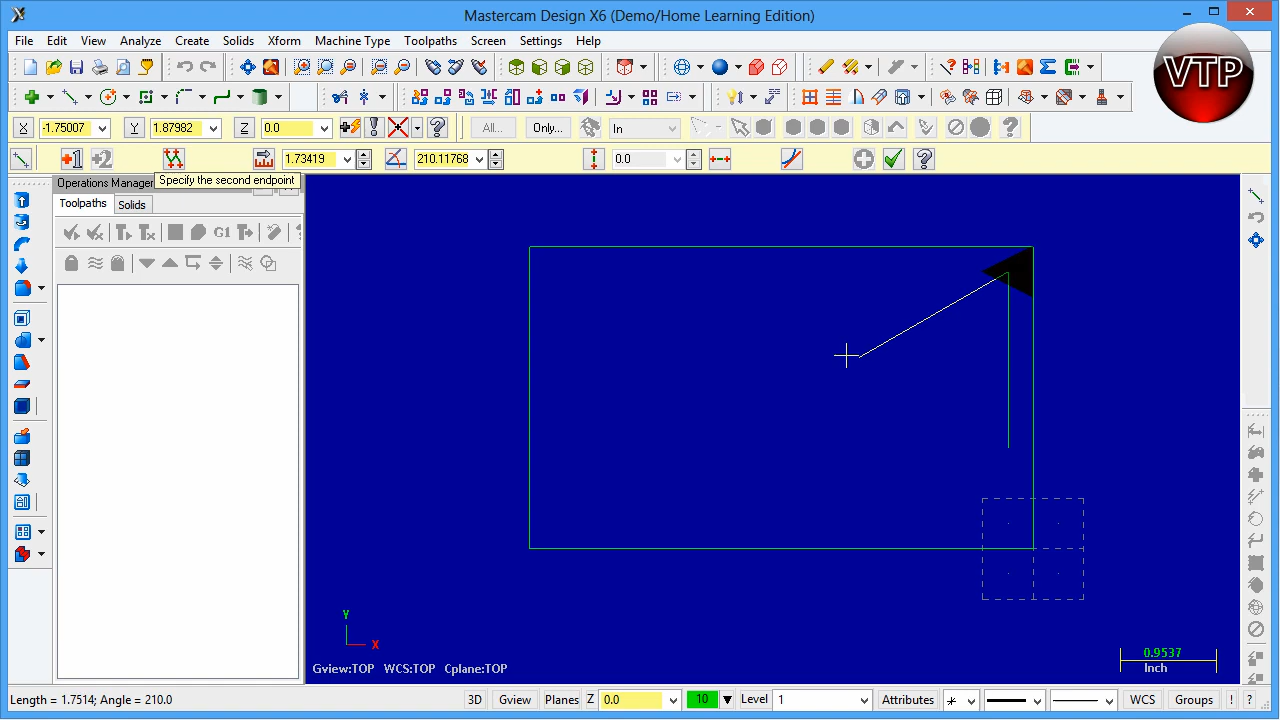 Mastercam Design X6 (Demo/Home Learning Edition)
File Edit View Analyze Create Solids Xform Machine Type Toolpaths Screen Settings Help
VTP
X -1.75007 Y 1.87982 Z 0.0 All... Only... In
+1 +2 1.73419 210.11768 0.0
Operations Manager
Specify the second endpoint
Toolpaths Solids
G1
Y
X
Gview:TOP WCS:TOP Cplane:TOP
0.9537
Inch
Length = 1.7514; Angle = 210.0 3D Gview Planes Z 0.0 10 Level 1 Attributes WCS Groups ! ?